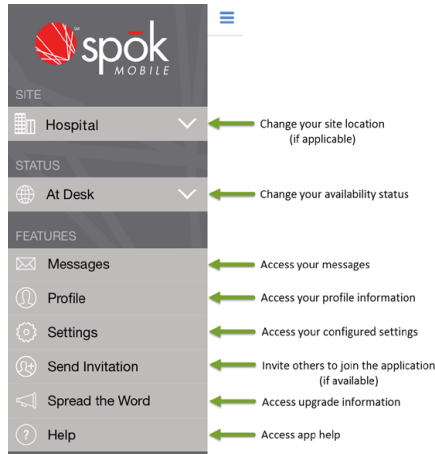 spōk
MOBILE
SITE
Hospital
Change your site location
(if applicable)
STATUS
At Desk
Change your availability status
FEATURES
Messages
Access your messages
Profile
Access your profile information
Settings
Access your configured settings
Send Invitation
Invite others to join the application
(if available)
Spread the Word
Access upgrade information
Help
Access app help